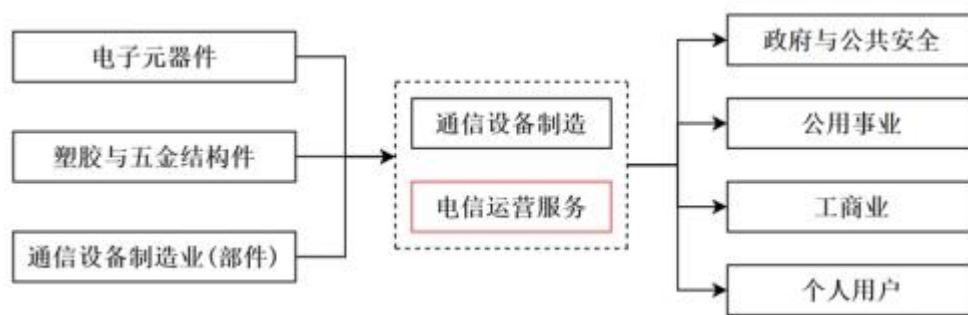 电子元器件
塑胶与五金结构件
通信设备制造业(部件)
通信设备制造
电信运营服务
政府与公共安全
公用事业
工商业
个人用户